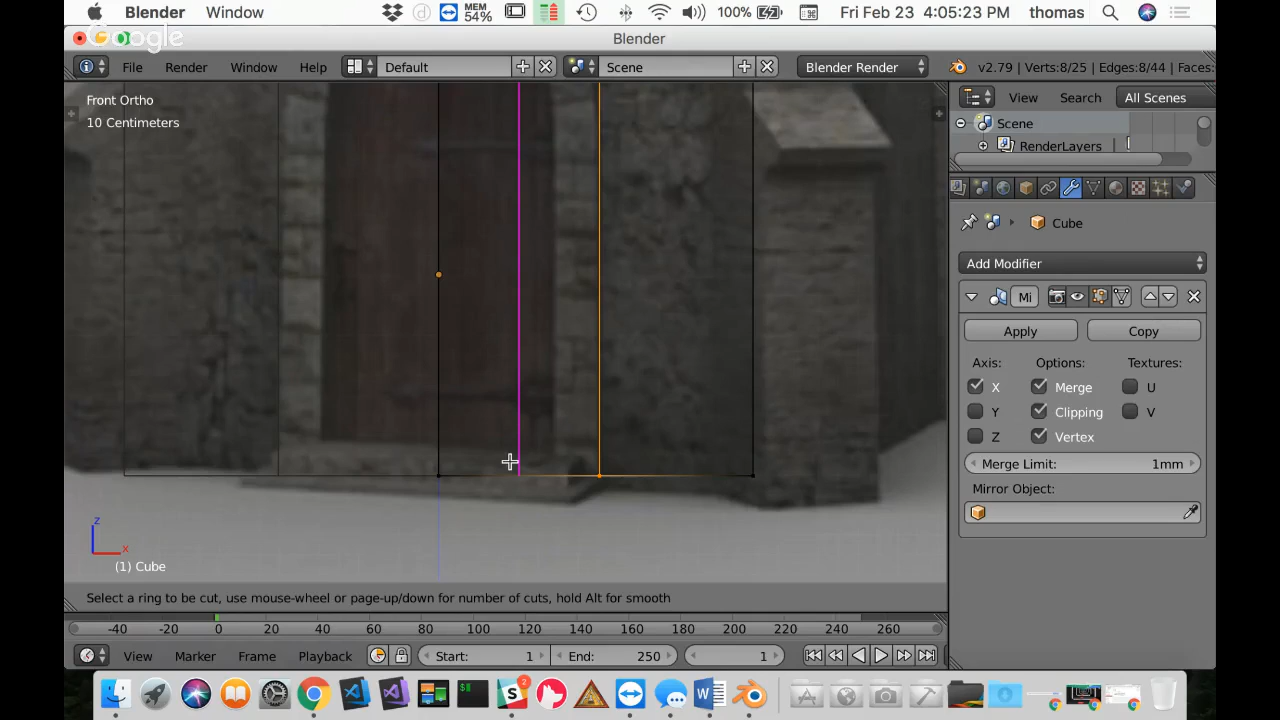 Blender Window MEM 54% 100% Fri Feb 23 4:05:23 PM thomas
Google
Blender
File Render Window Help Default Scene Blender Render v2.79 | Verts:8/25 | Edges:8/44 | Faces:
Front Ortho
10 Centimeters
View Search All Scenes
Scene
RenderLayers
Cube
Add Modifier
Mi
Apply Copy
Axis: Options: Textures:
X Merge U
Y Clipping V
Z Vertex
Merge Limit: 1mm
Mirror Object:
z
x
(1) Cube
Select a ring to be cut, use mouse-wheel or page-up/down for number of cuts, hold Alt for smooth
-40 -20 0 20 40 60 80 100 120 140 160 180 200 220 240 260
View Marker Frame Playback Start: 1 End: 250 1
2